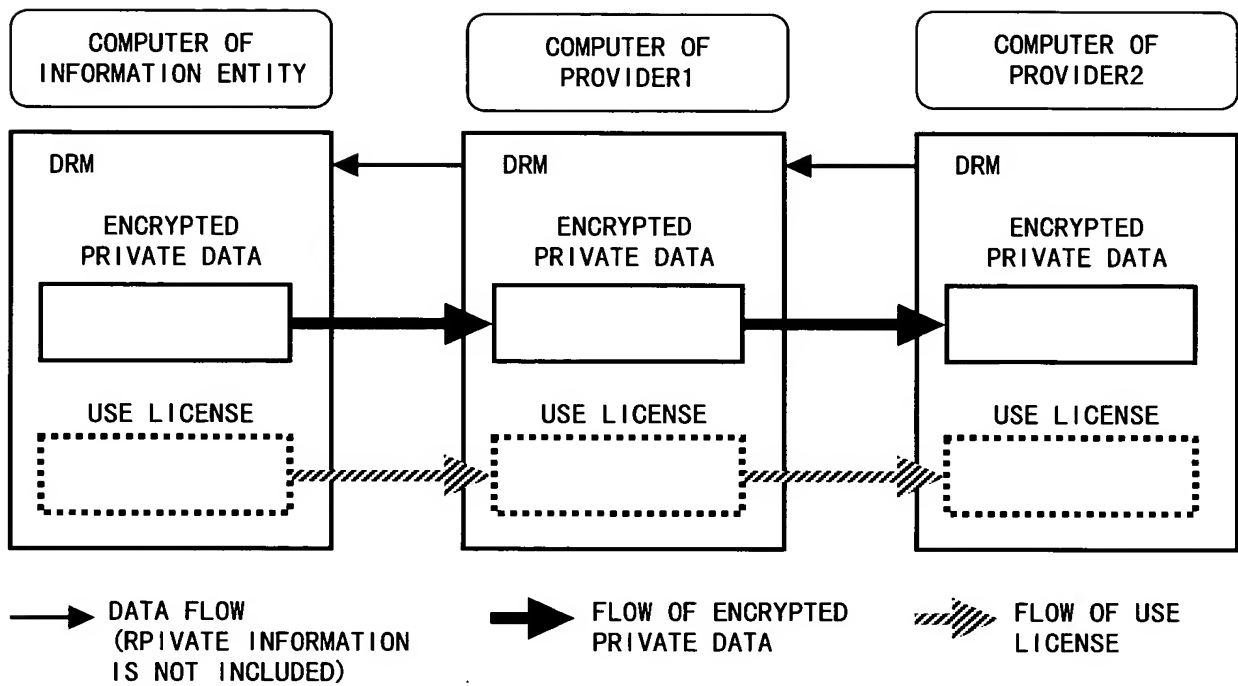 COMPUTER OF
INFORMATION ENTITY
COMPUTER OF
PROVIDER1
COMPUTER OF
PROVIDER2
DRM
DRM
DRM
ENCRYPTED
PRIVATE DATA
ENCRYPTED
PRIVATE DATA
ENCRYPTED
PRIVATE DATA
USE LICENSE
USE LICENSE
USE LICENSE
DATA FLOW
(RPIVATE INFORMATION
IS NOT INCLUDED)
FLOW OF ENCRYPTED
PRIVATE DATA
FLOW OF USE
LICENSE